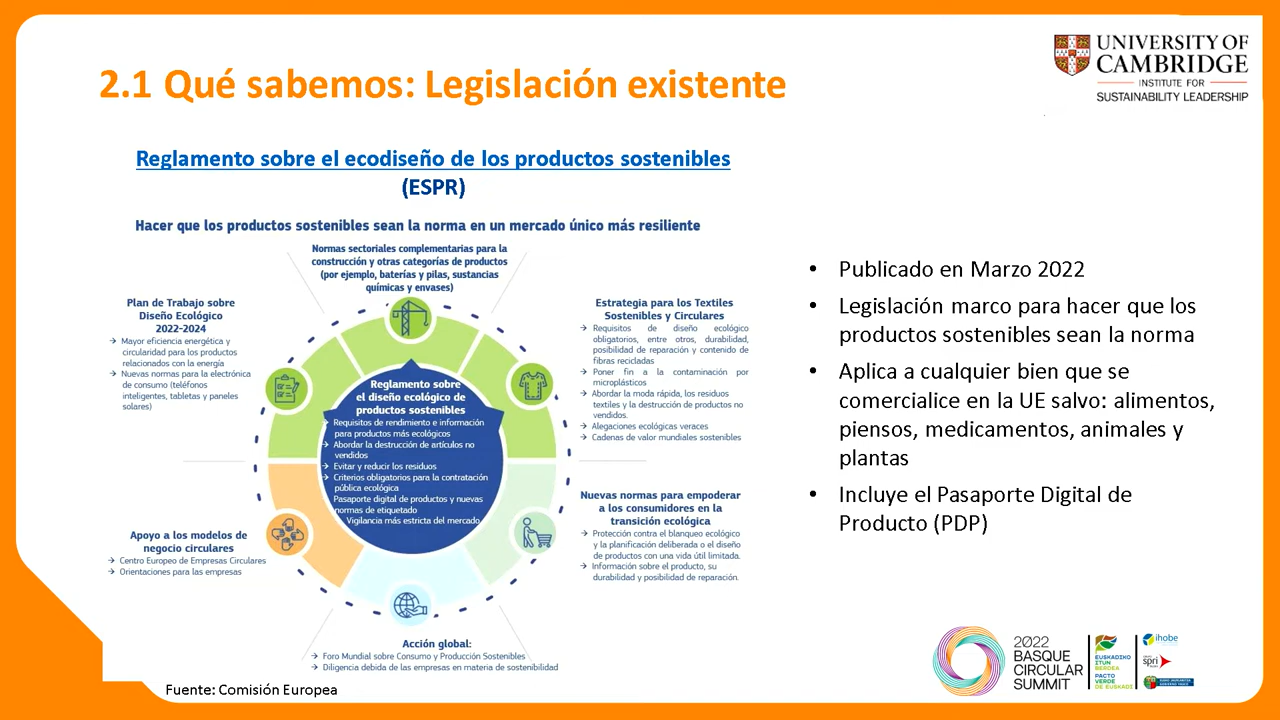 2.1 Qué sabemos: Legislación existente
UNIVERSITY OF
CAMBRIDGE
INSTITUTE FOR
SUSTAINABILITY LEADERSHIP
Reglamento sobre el ecodiseño de los productos sostenibles
(ESPR)
Hacer que los productos sostenibles sean la norma en un mercado único más resiliente
Normas sectoriales complementarias para la
construcción y otras categorías de productos
(por ejemplo, baterías y pilas, sustancias
químicas y envases)
Plan de Trabajo sobre
Diseño Ecológico
2022-2024
→ Mayor eficiencia energética y
circularidad para los productos
relacionados con la energía
→ Nuevas normas para la electrónica
de consumo (teléfonos
inteligentes, tabletas y paneles
solares)
Estrategia para los Textiles
Sostenibles y Circulares
→ Requisitos de diseño ecológico
obligatorios, entre otros, durabilidad,
posibilidad de reparación y contenido de
fibras recicladas
→ Poner fin a la contaminación por
microplásticos
→ Abordar la moda rápida, los residuos
textiles y la destrucción de productos no
vendidos.
→ Alegaciones ecológicas veraces
→ Cadenas de valor mundiales sostenibles
Reglamento sobre
el diseño ecológico de
productos sostenibles
→ Requisitos de rendimiento e información
para productos más ecológicos
→ Abordar la destrucción de artículos no
vendidos
→ Evitar y reducir los residuos
→ Criterios obligatorios para la contratación
pública ecológica
Pasaporte digital de productos y nuevas
normas de etiquetado
Vigilancia más estricta del mercado
Nuevas normas para empoderar
a los consumidores en la
transición ecológica
→ Protección contra el blanqueo ecológico
y la planificación deliberada o el diseño
de productos con una vida útil limitada.
→ Información sobre el producto, su
durabilidad y posibilidad de reparación.
Apoyo a los modelos de
negocio circulares
→ Centro Europeo de Empresas Circulares
→ Orientaciones para las empresas
Acción global:
→ Foro Mundial sobre Consumo y Producción Sostenibles
→ Diligencia debida de las empresas en materia de sostenibilidad
Fuente: Comisión Europea
• Publicado en Marzo 2022
• Legislación marco para hacer que los
productos sostenibles sean la norma
• Aplica a cualquier bien que se
comercialice en la UE salvo: alimentos,
piensos, medicamentos, animales y
plantas
• Incluye el Pasaporte Digital de
Producto (PDP)
2022
BASQUE
CIRCULAR
SUMMIT
EUSKADIKO
ITUN
BERDEA
PACTO
VERDE
DE EUSKADI
ihobe
spri